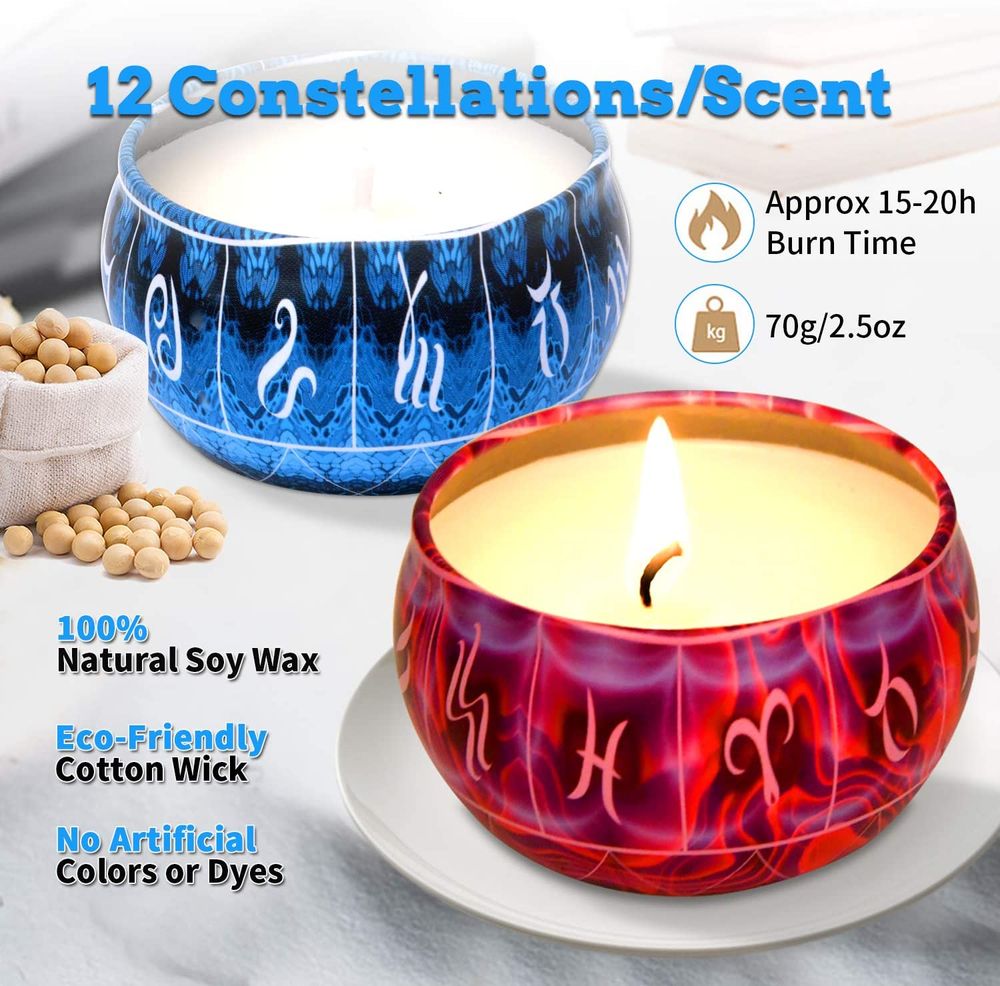 12 Constellations/Scent
Approx 15-20h
Burn Time
kg
70g/2.5oz
100%
Natural Soy Wax
Eco-Friendly
Cotton Wick
No Artificial
Colors or Dyes